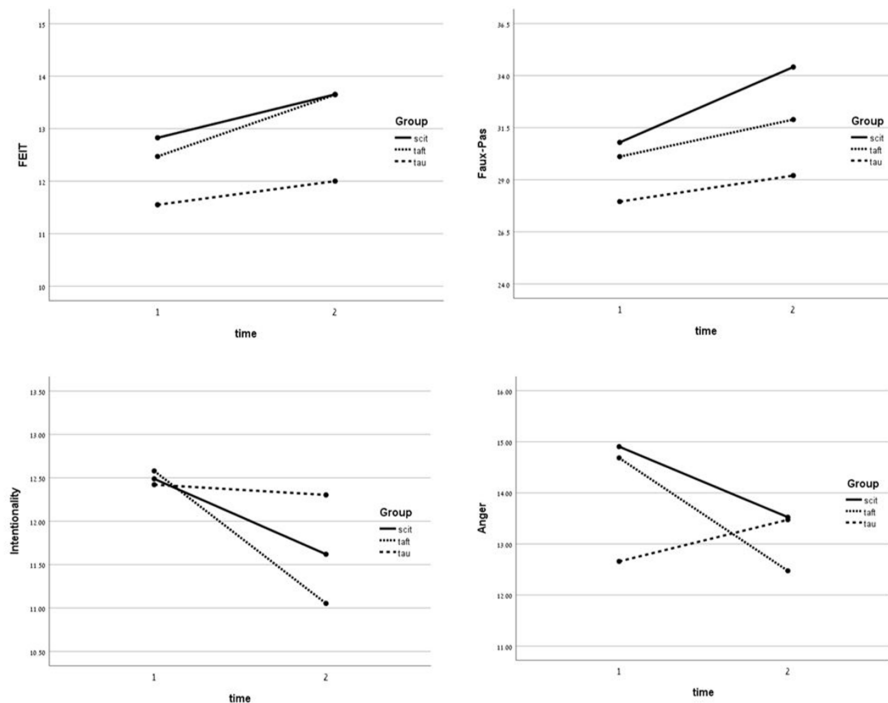 15
14
13
12
11
10
FEIT
1
2
time
Group
scit
taft
tau
36.5
34.0
31.5
29.0
26.5
24.0
Faux-Pas
1
2
time
Group
scit
taft
tau
13.50
13.00
12.50
12.00
11.50
11.00
10.50
Intentionality
1
2
time
Group
scit
taft
tau
16.00
15.00
14.00
13.00
12.00
11.00
Anger
1
2
time
Group
scit
taft
tau